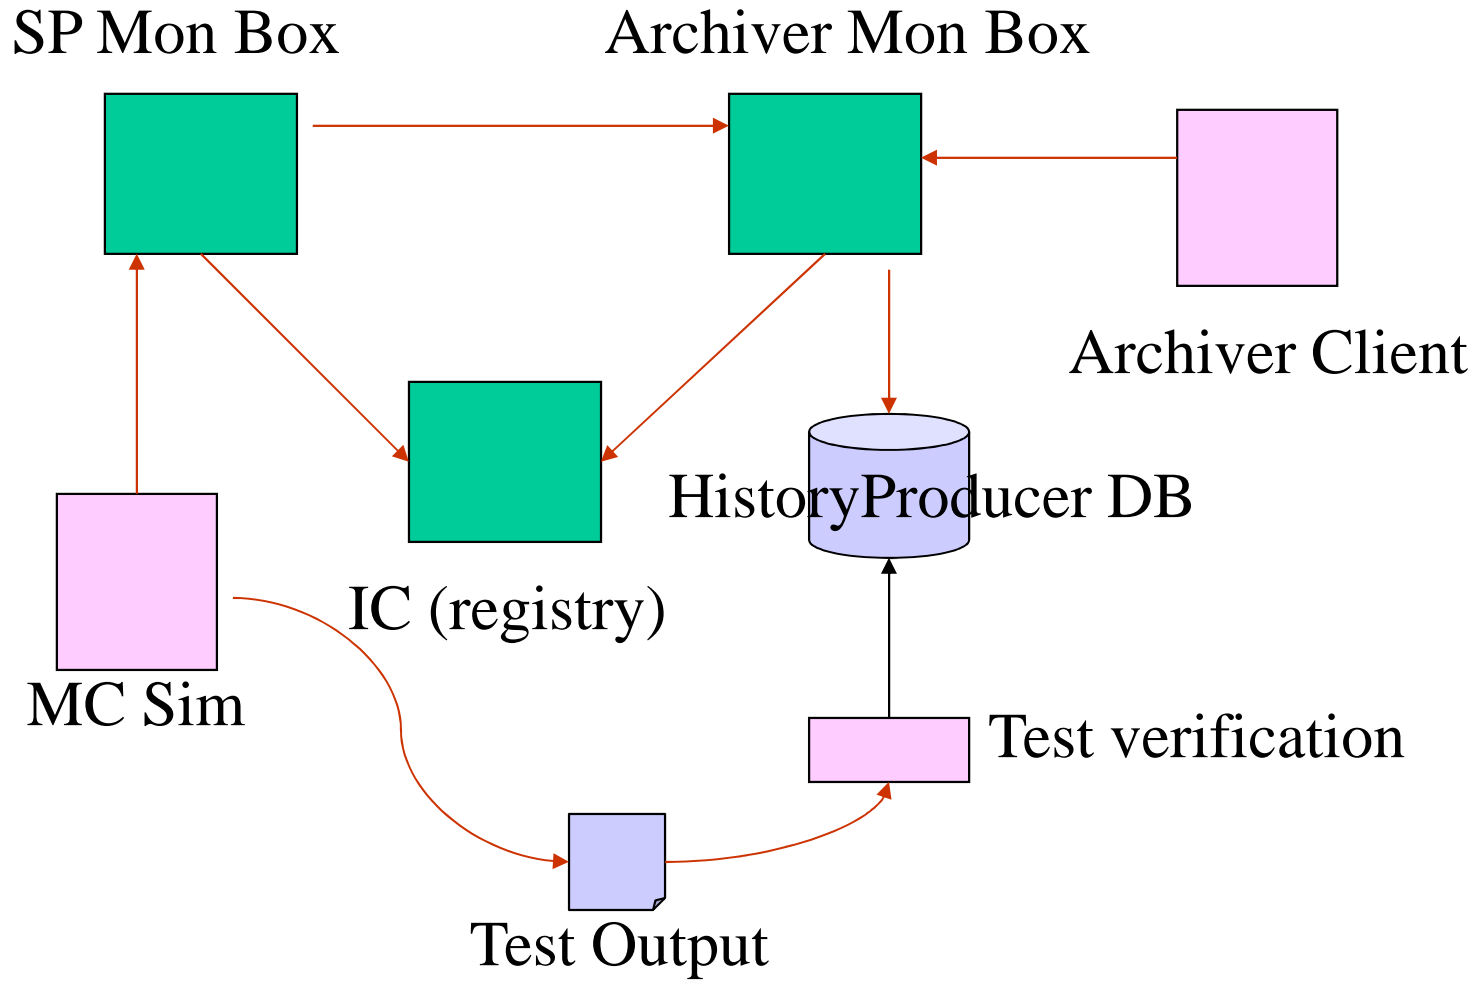 SP Mon Box
Archiver Mon Box
Archiver Client
HistoryProducer DB
IC (registry)
MC Sim
Test verification
Test Output